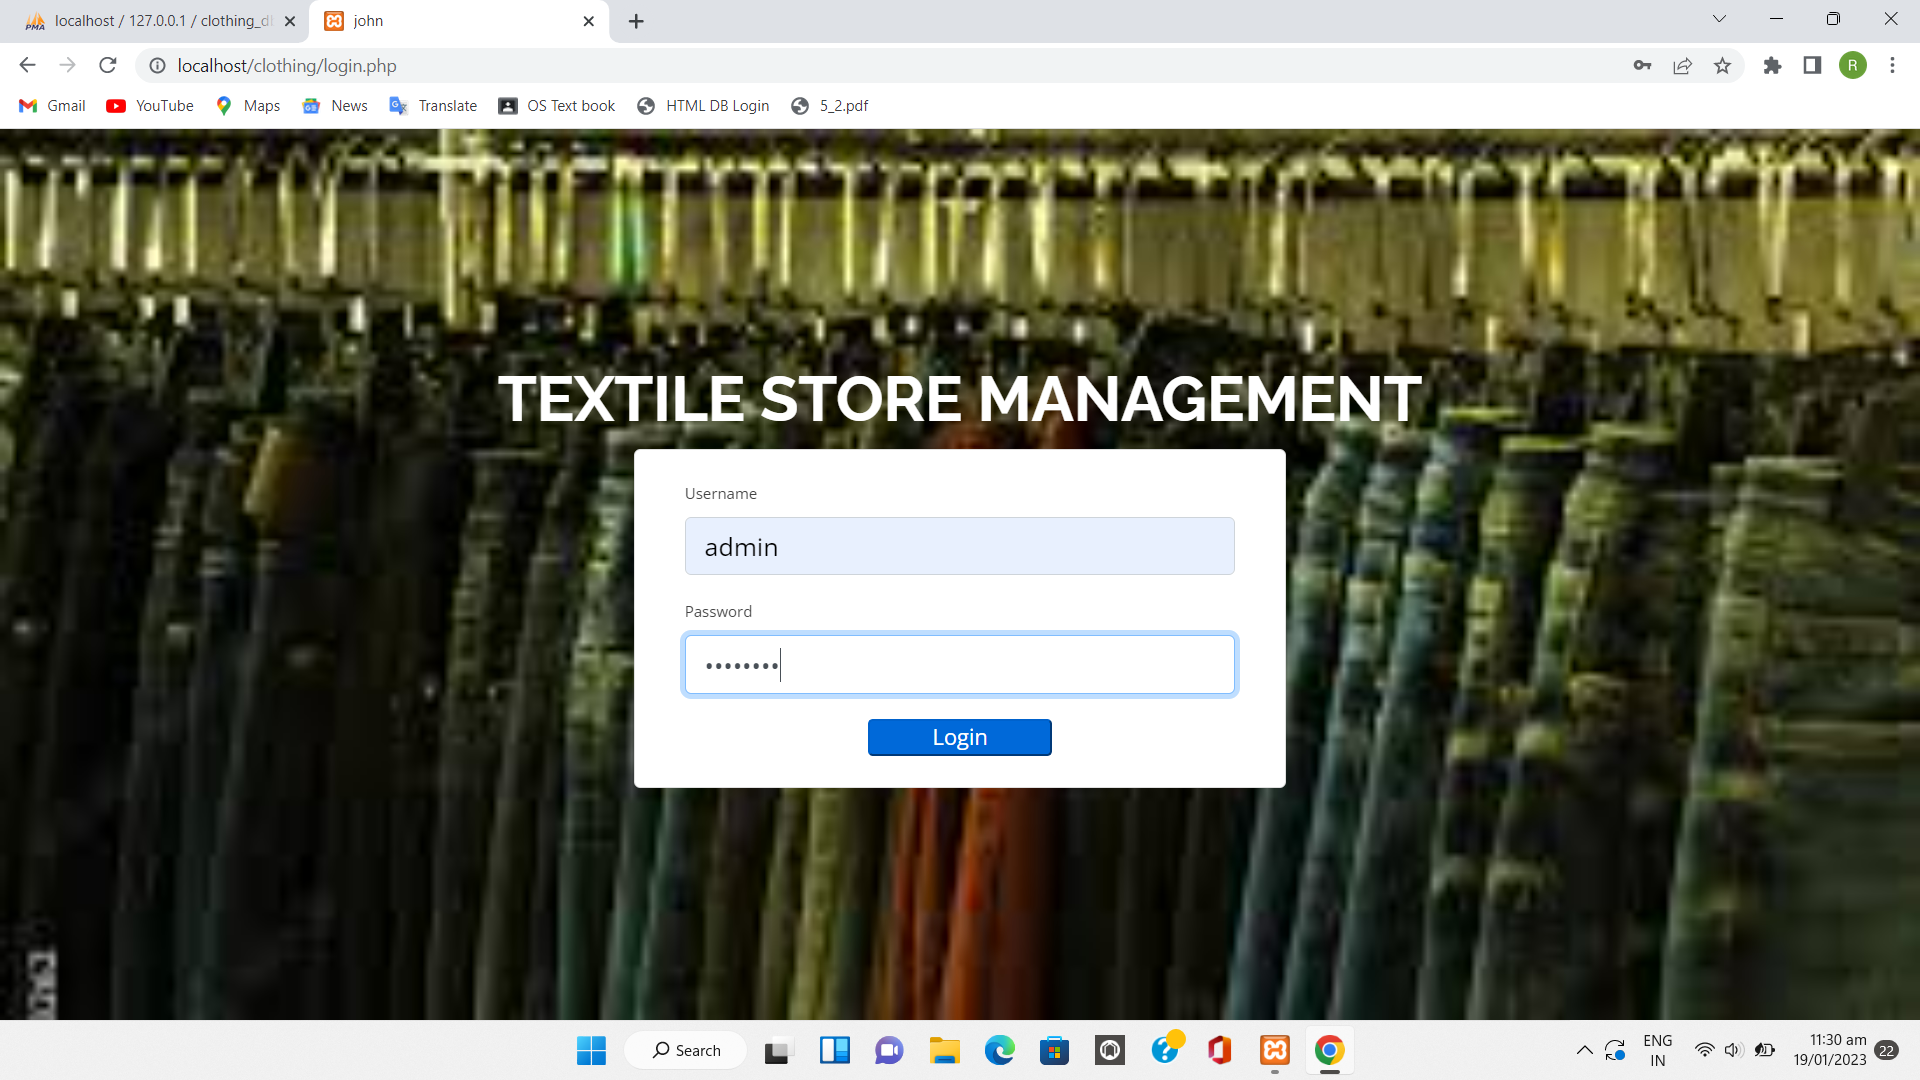 PMA localhost / 127.0.0.1 / clothing_d
john
localhost/clothing/login.php
R
Gmail
YouTube
Maps
News
Translate
OS Text book
HTML DB Login
5_2.pdf
TEXTILE STORE MANAGEMENT
Username
admin
Password
••••••••
Login
Search
ENG
IN
11:30 am
19/01/2023
22